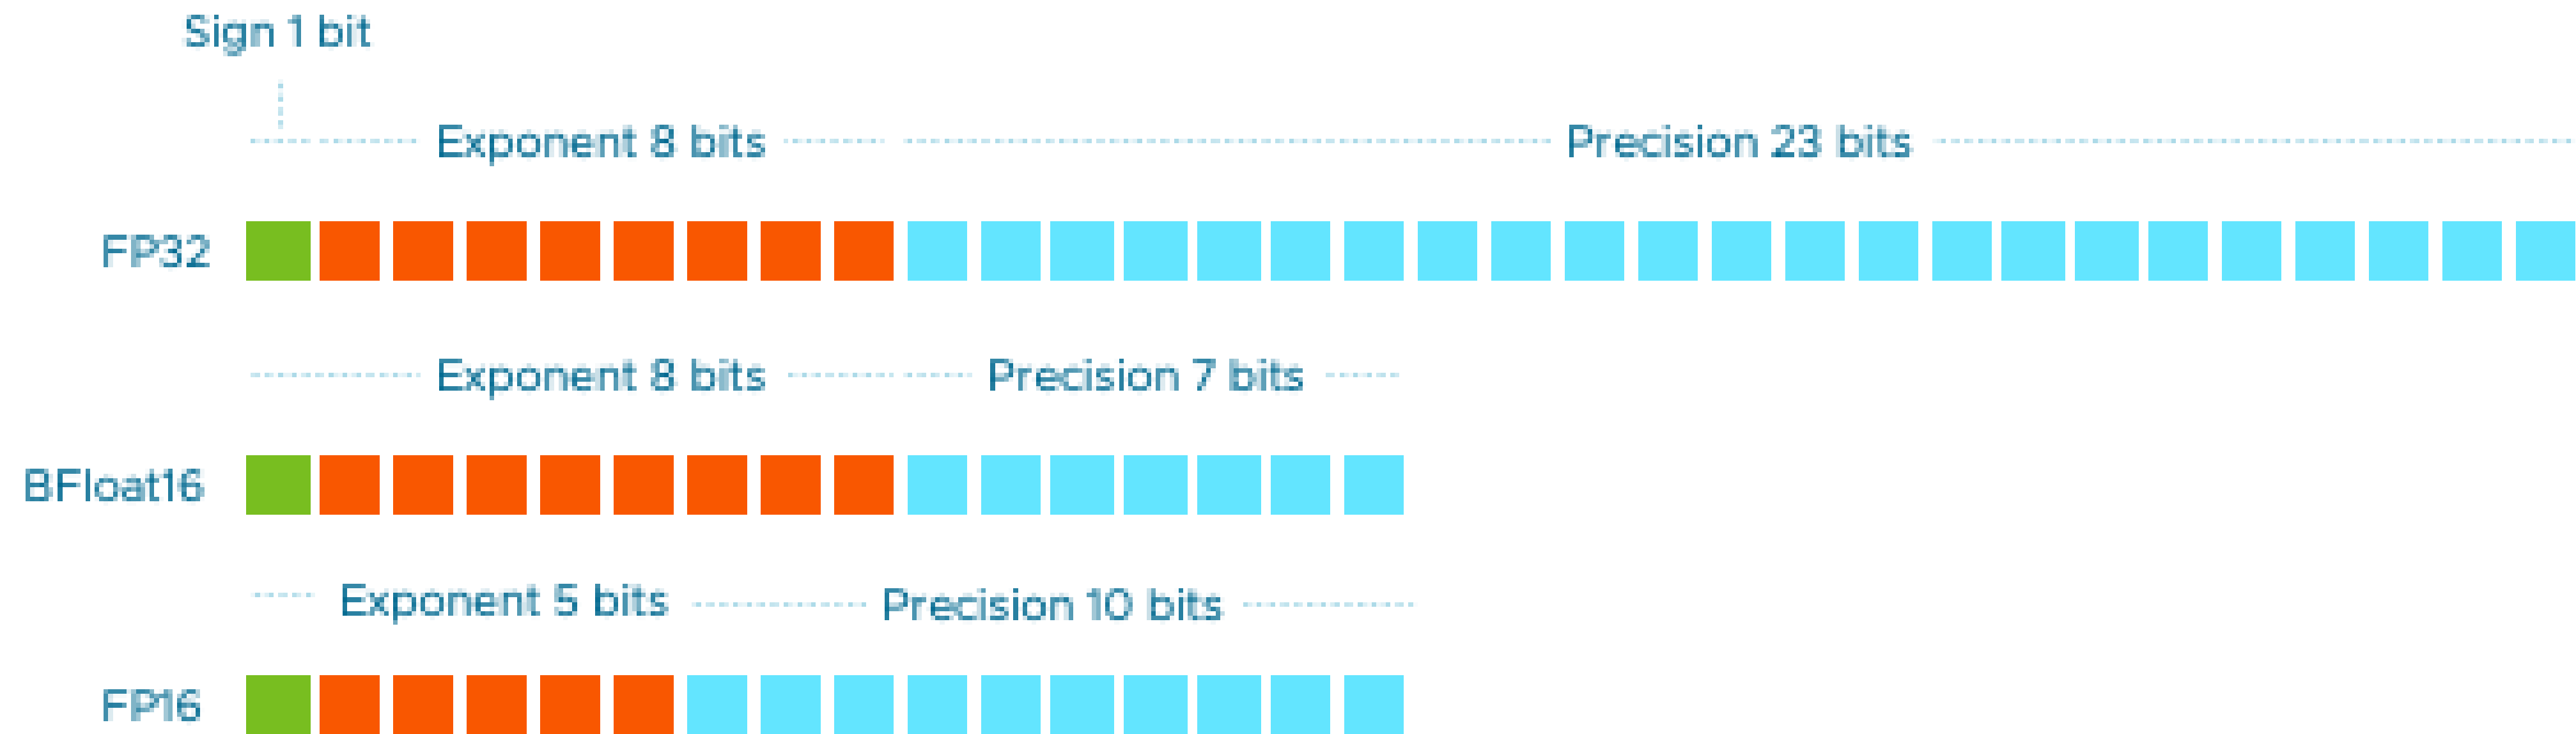 Sign 1 bit
Exponent 8 bits Precision 23 bits
FP32
Exponent 8 bits Precision 7 bits
BFloat16
Exponent 5 bits Precision 10 bits
FP16